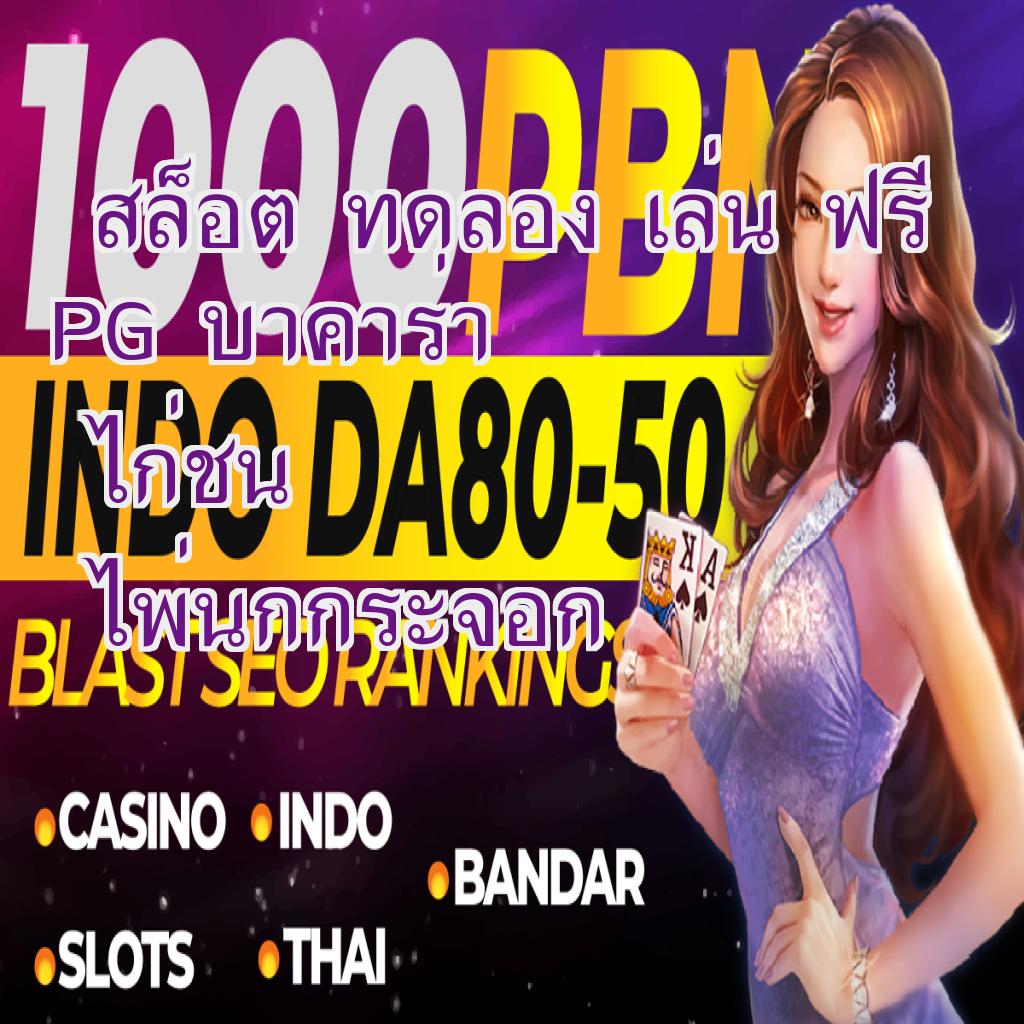 1000PBN
สล็อต ทดลอง เล่น ฟรี
PG บาคาร่า
INDO DA80-50
ไก่ชน
ไพ่นกกระจอก
BLAST SEO RANKINGS
CASINO
INDO
BANDAR
SLOTS
THAI
K
A